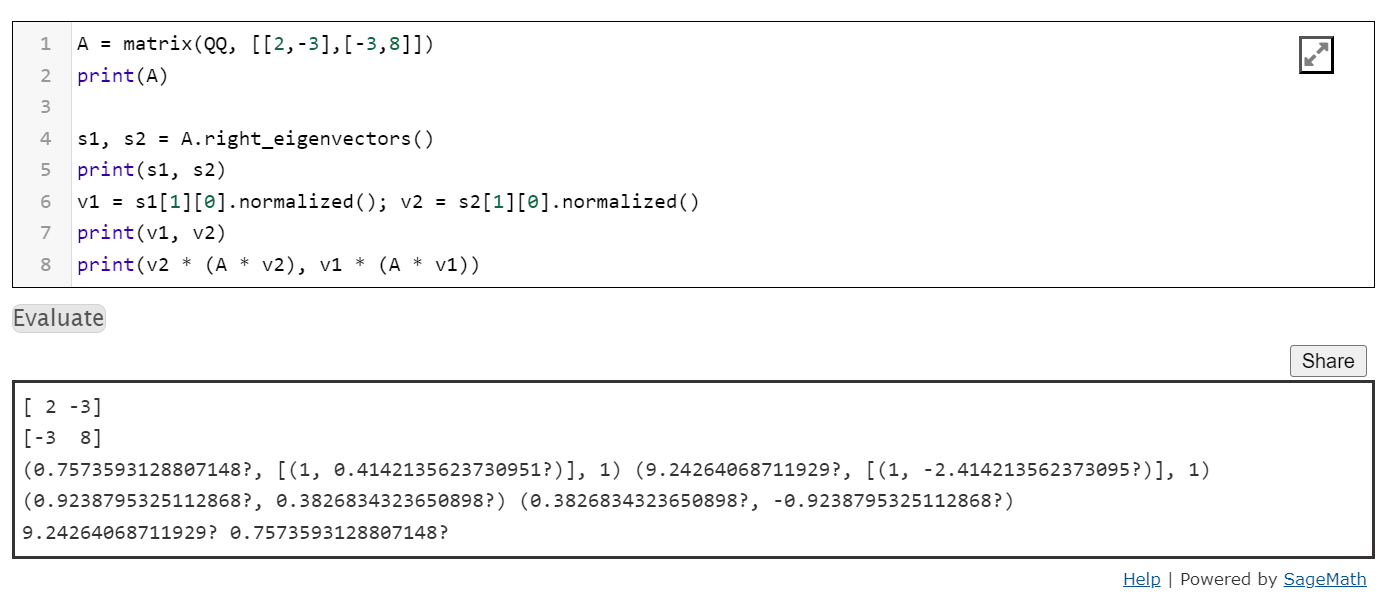 1 A = matrix(QQ, [[2,-3],[-3,8]])
2 print(A)
3
4 s1, s2 = A.right_eigenvectors()
5 print(s1, s2)
6 v1 = s1[1][0].normalized(); v2 = s2[1][0].normalized()
7 print(v1, v2)
8 print(v2 * (A * v2), v1 * (A * v1))
Evaluate
Share
[ 2 -3]
[-3  8]
(0.7573593128807148?, [(1, 0.4142135623730951?)], 1) (9.24264068711929?, [(1, -2.414213562373095?)], 1)
(0.9238795325112868?, 0.3826834323650898?) (0.3826834323650898?, -0.9238795325112868?)
9.24264068711929? 0.7573593128807148?
Help | Powered by SageMath